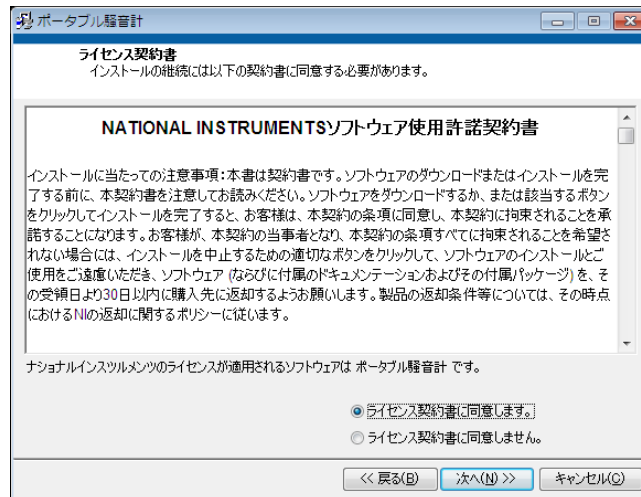 ポータブル騒音計
ライセンス契約書
インストールの継続には以下の契約書に同意する必要があります。
NATIONAL INSTRUMENTSソフトウェア使用許諾契約書
インストールに当たっての注意事項：本書は契約書です。ソフトウェアのダウンロードまたはインストールを完
了する前に、本契約書を注意してお読みください。ソフトウェアをダウンロードするか、または該当するボタン
をクリックしてインストールを完了すると、お客様は、本契約の条項に同意し、本契約に拘束されることを承
諾することになります。お客様が、本契約の当事者となり、本契約の条項すべてに拘束されることを希望さ
れない場合には、インストールを中止するための適切なボタンをクリックして、ソフトウェアのインストールとご
使用をご遠慮いただき、ソフトウェア (ならびに付属のドキュメンテーションおよびその付属パッケージ) を、そ
の受領日より30日以内に購入先に返却するようお願いします。製品の返却条件等については、その時点
におけるNIの返却に関するポリシーに従います。
ナショナルインスツルメンツのライセンスが適用されるソフトウェアは ポータブル騒音計 です。
ライセンス契約書に同意します。
ライセンス契約書に同意しません。
<< 戻る(B) 次へ(N) >> キャンセル(C)